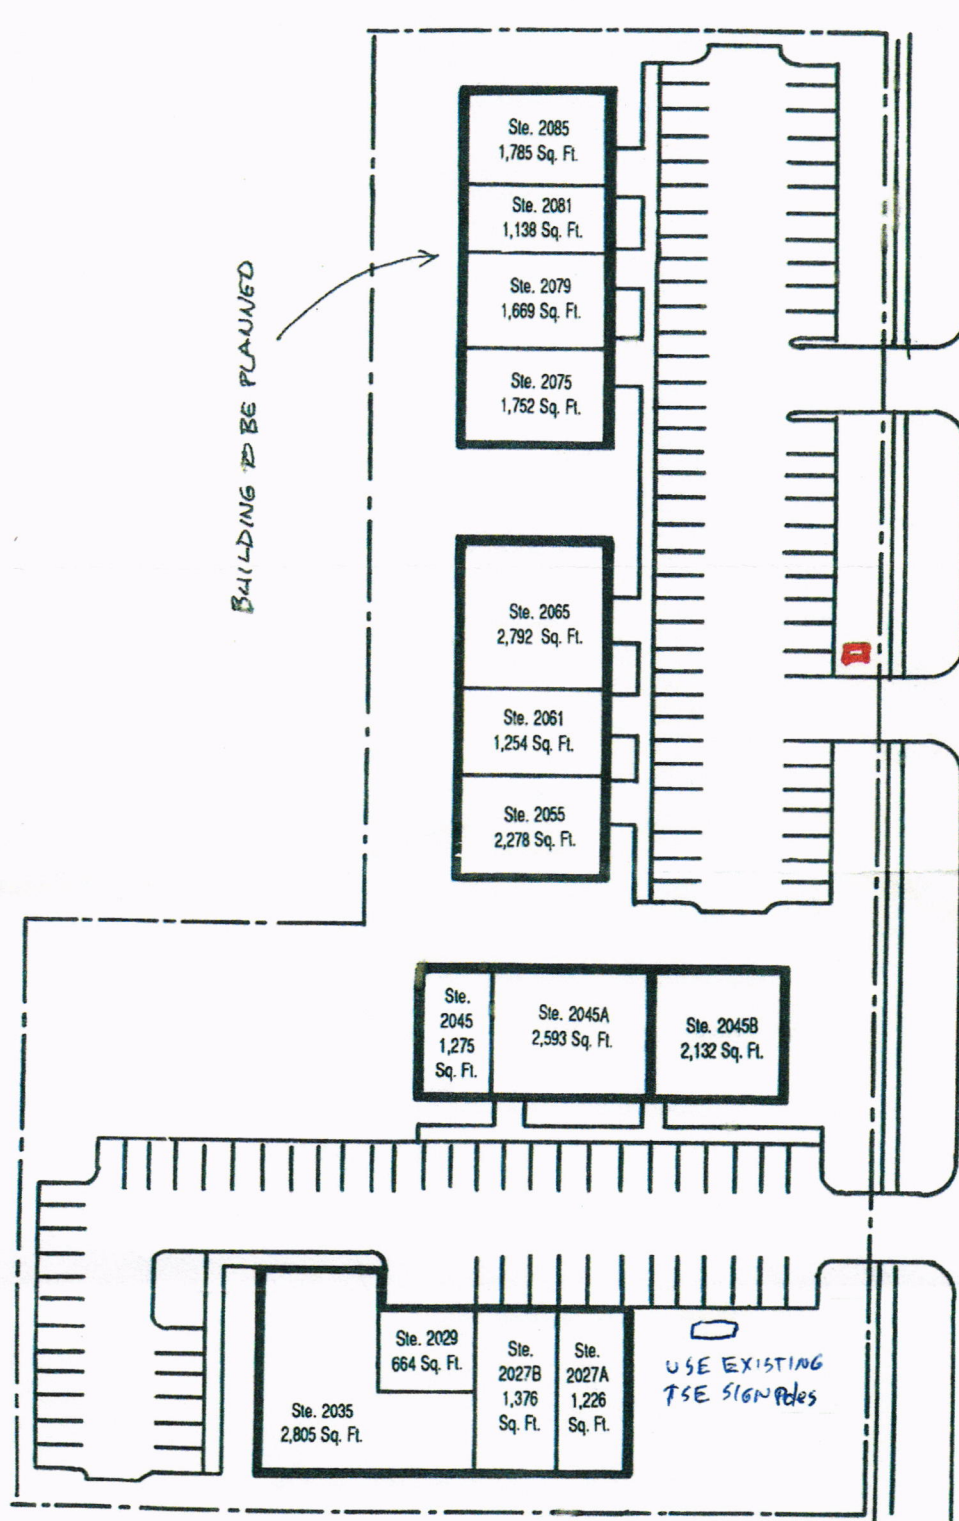 Ste. 2085
1,785 Sq. Ft.
Ste. 2081
1,138 Sq. Ft.
Ste. 2079
1,669 Sq. Ft.
Ste. 2075
1,752 Sq. Ft.
BUILDING TO BE PLANNED
Ste. 2065
2,792 Sq. Ft.
Ste. 2061
1,254 Sq. Ft.
Ste. 2055
2,278 Sq. Ft.
Ste.
2045
1,275
Sq. Ft.
Ste. 2045A
2,593 Sq. Ft.
Ste. 2045B
2,132 Sq. Ft.
Ste. 2029
664 Sq. Ft.
Ste. 2035
2,805 Sq. Ft.
Ste.
2027B
1,376
Sq. Ft.
Ste.
2027A
1,226
Sq. Ft.
USE EXISTING
TSE SIGN Poles